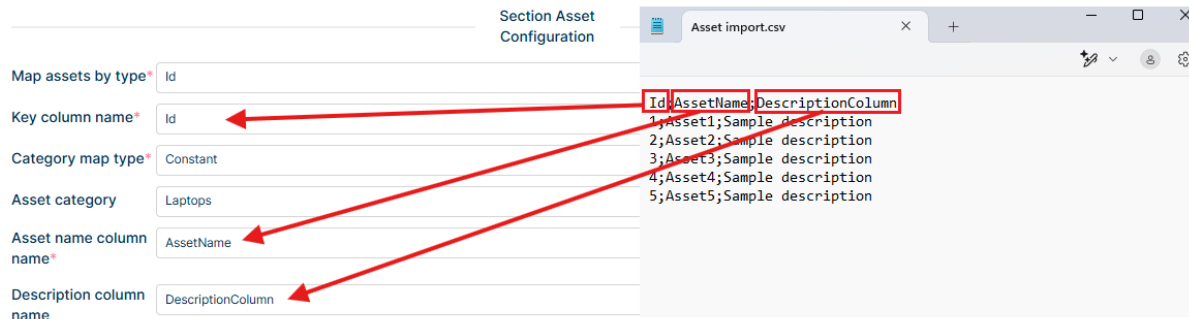 Section Asset
Configuration
Map assets by type*
Id
Key column name*
Id
Category map type*
Constant
Asset category
Laptops
Asset name column
name*
AssetName
Description column
name
DescriptionColumn
Asset import.csv
Id;AssetName;DescriptionColumn
1;Asset1;Sample description
2;Asset2;Sample description
3;Asset3;Sample description
4;Asset4;Sample description
5;Asset5;Sample description